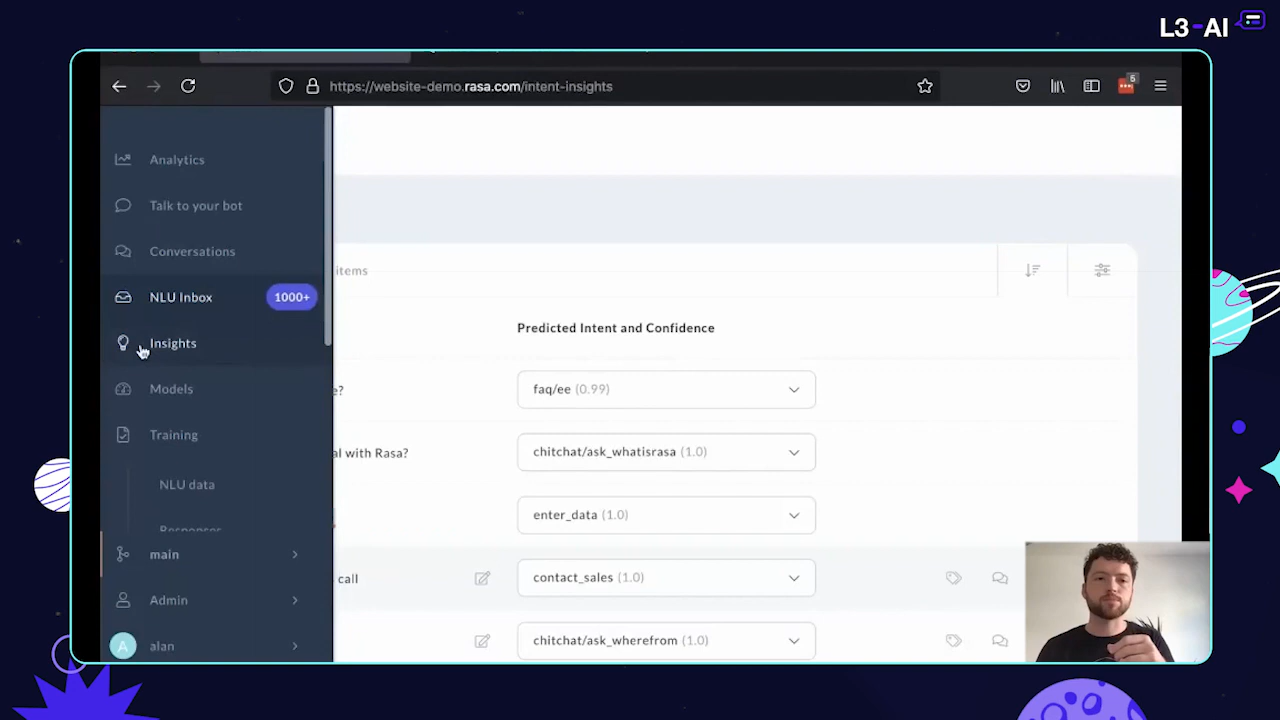 L3-AI
5
https://website-demo.rasa.com/intent-insights
Analytics
Talk to your bot
Conversations
NLU Inbox 1000+
Insights
Models
Training
NLU data
Responses
main
Admin
A alan
items
Predicted Intent and Confidence
e? faq/ee (0.99)
al with Rasa? chitchat/ask_whatisrasa (1.0)
enter_data (1.0)
call contact_sales (1.0)
chitchat/ask_wherefrom (1.0)